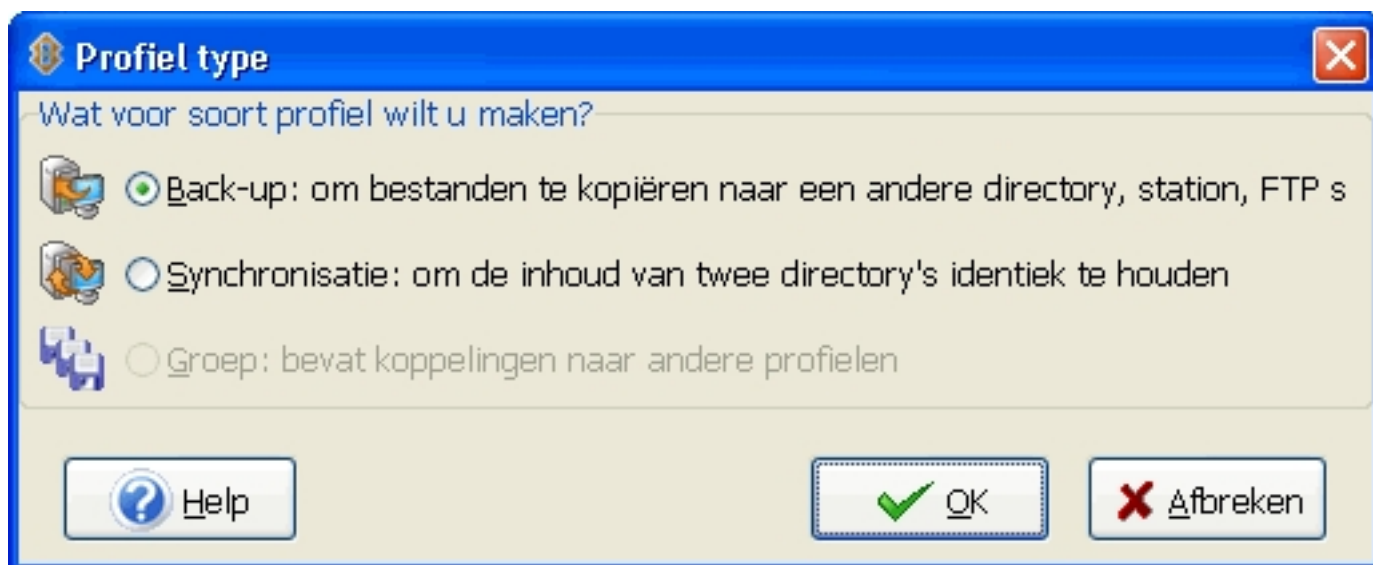 Profiel type
Wat voor soort profiel wilt u maken?
Back-up: om bestanden te kopiëren naar een andere directory, station, FTP s
Synchronisatie: om de inhoud van twee directory's identiek te houden
Groep: bevat koppelingen naar andere profielen
Help OK Afbreken